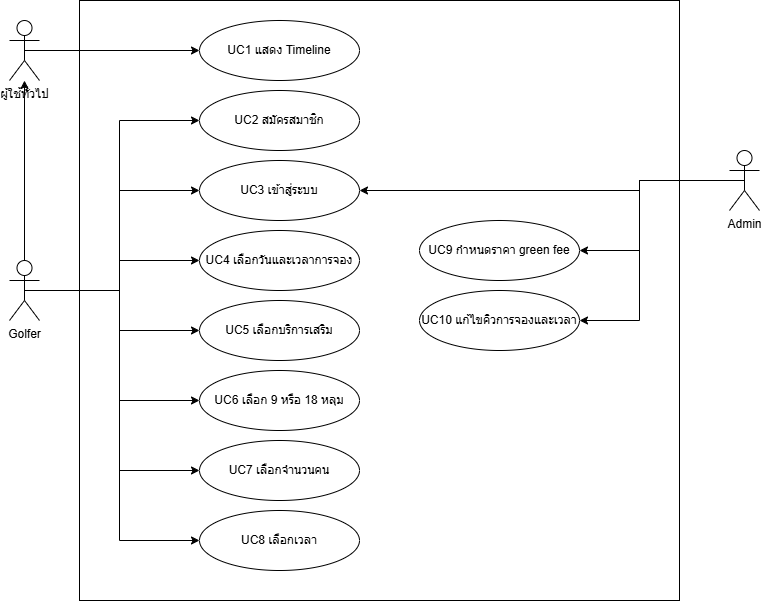 UC1 แสดง Timeline
ผู้ใช้ทั่วไป
UC2 สมัครสมาชิก
UC3 เข้าสู่ระบบ
Admin
UC4 เลือกวันและเวลาการจอง
UC9 กำหนดราคา green fee
Golfer
UC5 เลือกบริการเสริม
UC10 แก้ไขคิวการจองและเวลา
UC6 เลือก 9 หรือ 18 หลุม
UC7 เลือกจำนวนคน
UC8 เลือกเวลา